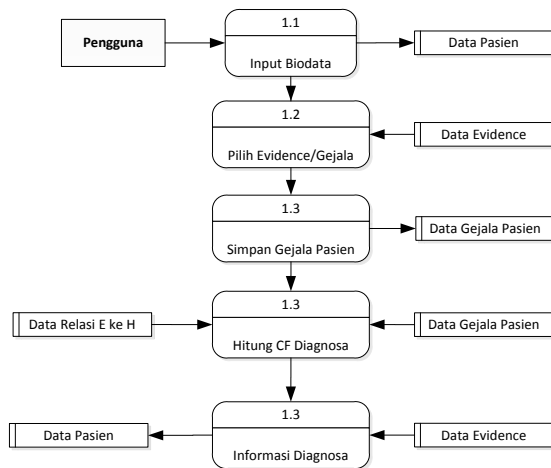 1.1
Pengguna
Input Biodata
Data Pasien
1.2
Pilih Evidence/Gejala
Data Evidence
1.3
Simpan Gejala Pasien
Data Gejala Pasien
1.3
Data Relasi E ke H
Hitung CF Diagnosa
Data Gejala Pasien
1.3
Data Pasien
Informasi Diagnosa
Data Evidence